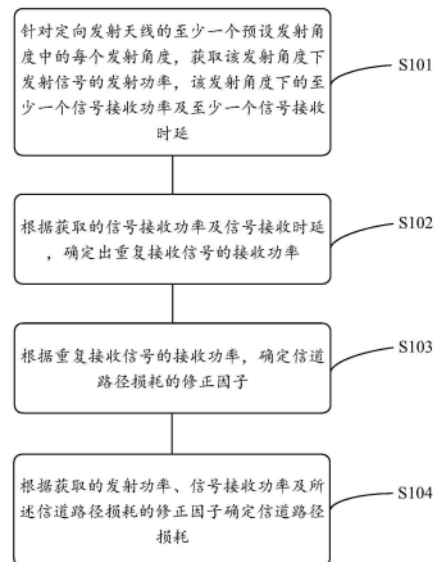 针对定向发射天线的至少一个预设发射角
度中的每个发射角度，获取该发射角度下
发射信号的发射功率，该发射角度下的至
少一个信号接收功率及至少一个信号接收
时延
S101
根据获取的信号接收功率及信号接收时延
，确定出重复接收信号的接收功率
S102
根据重复接收信号的接收功率，确定信道
路径损耗的修正因子
S103
根据获取的发射功率、信号接收功率及所
述信道路径损耗的修正因子确定信道路径
损耗
S104